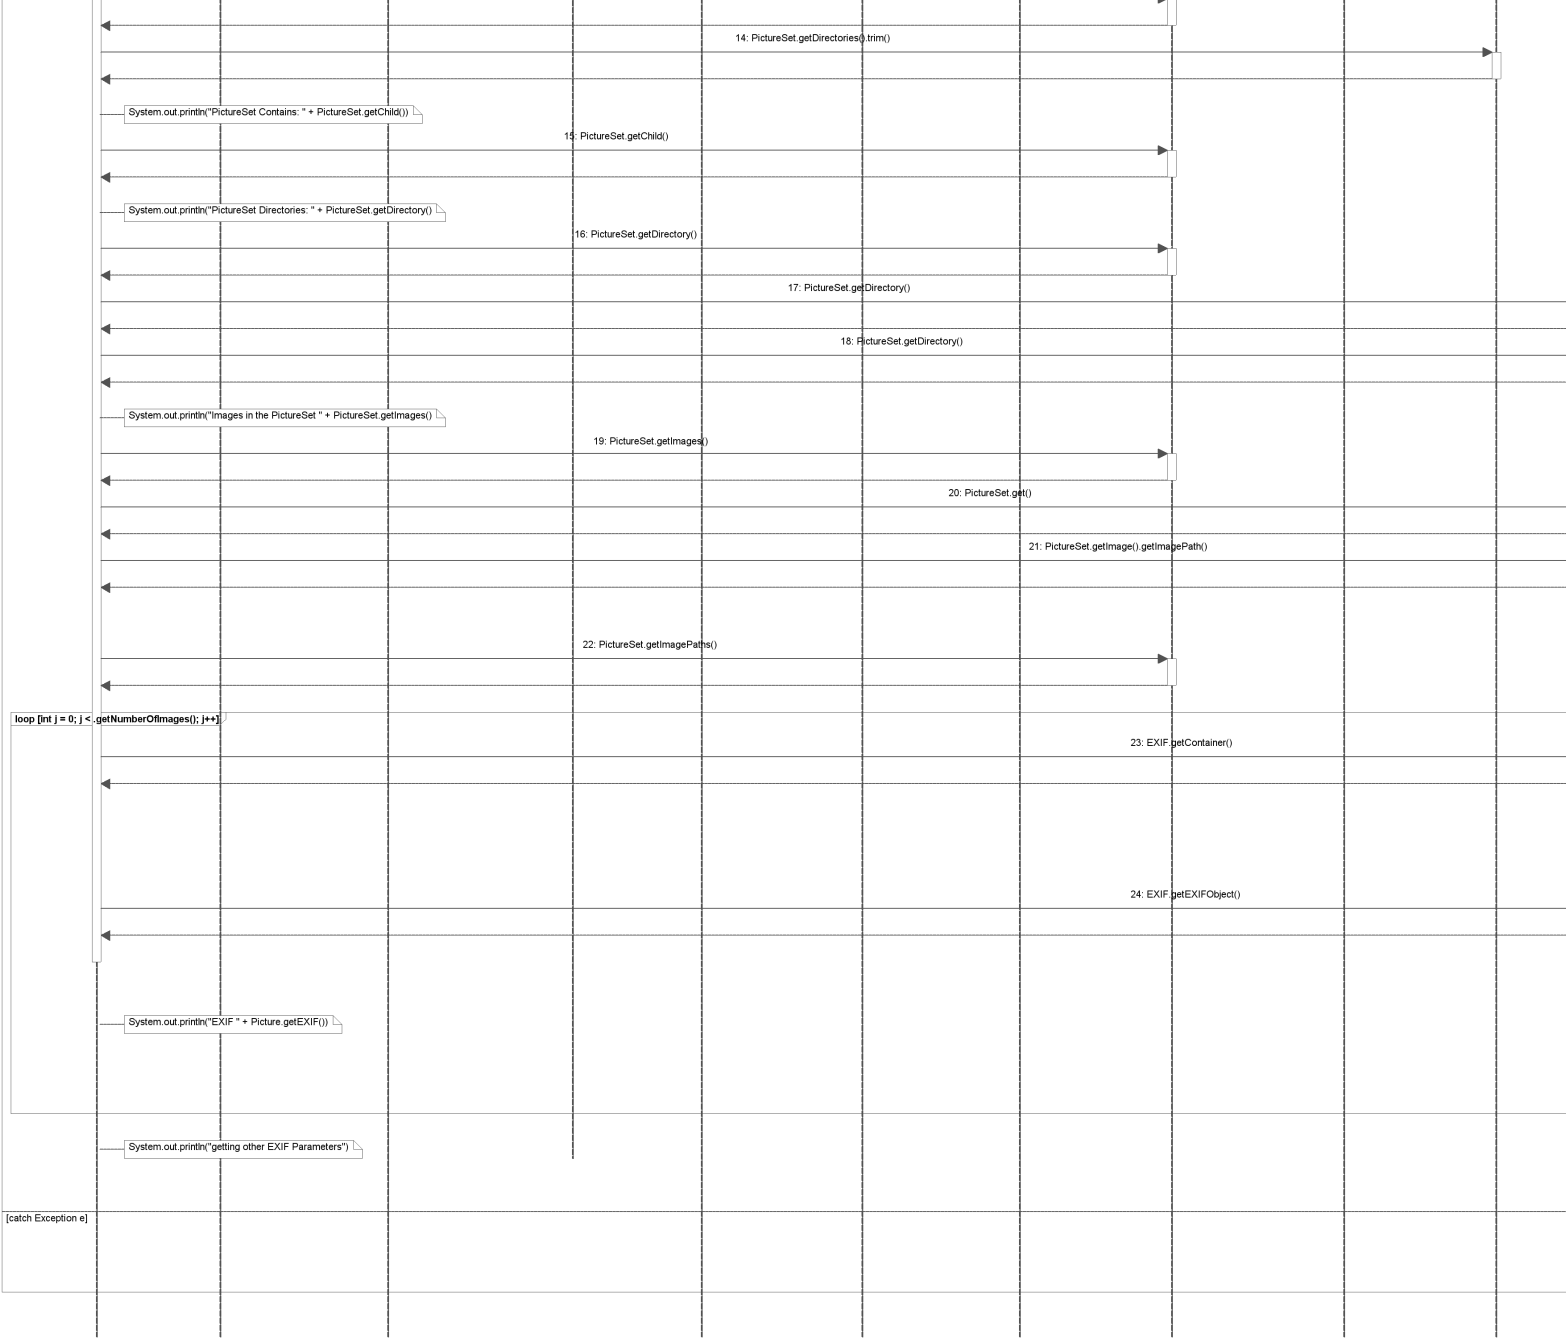 14: PictureSet.getDirectories().trim()
System.out.println("PictureSet Contains: " + PictureSet.getChild())
15: PictureSet.getChild()
System.out.println("PictureSet Directories: " + PictureSet.getDirectory()
16: PictureSet.getDirectory()
17: PictureSet.getDirectory()
18: PictureSet.getDirectory()
System.out.println("Images in the PictureSet " + PictureSet.getImages()
19: PictureSet.getImages()
20: PictureSet.get()
21: PictureSet.getImage().getImagePath()
22: PictureSet.getImagePaths()
loop [int j = 0; j < .getNumberOfImages(); j++]
23: EXIF.getContainer()
24: EXIF.getEXIFObject()
System.out.println("EXIF " + Picture.getEXIF())
System.out.println("getting other EXIF Parameters")
[catch Exception e]